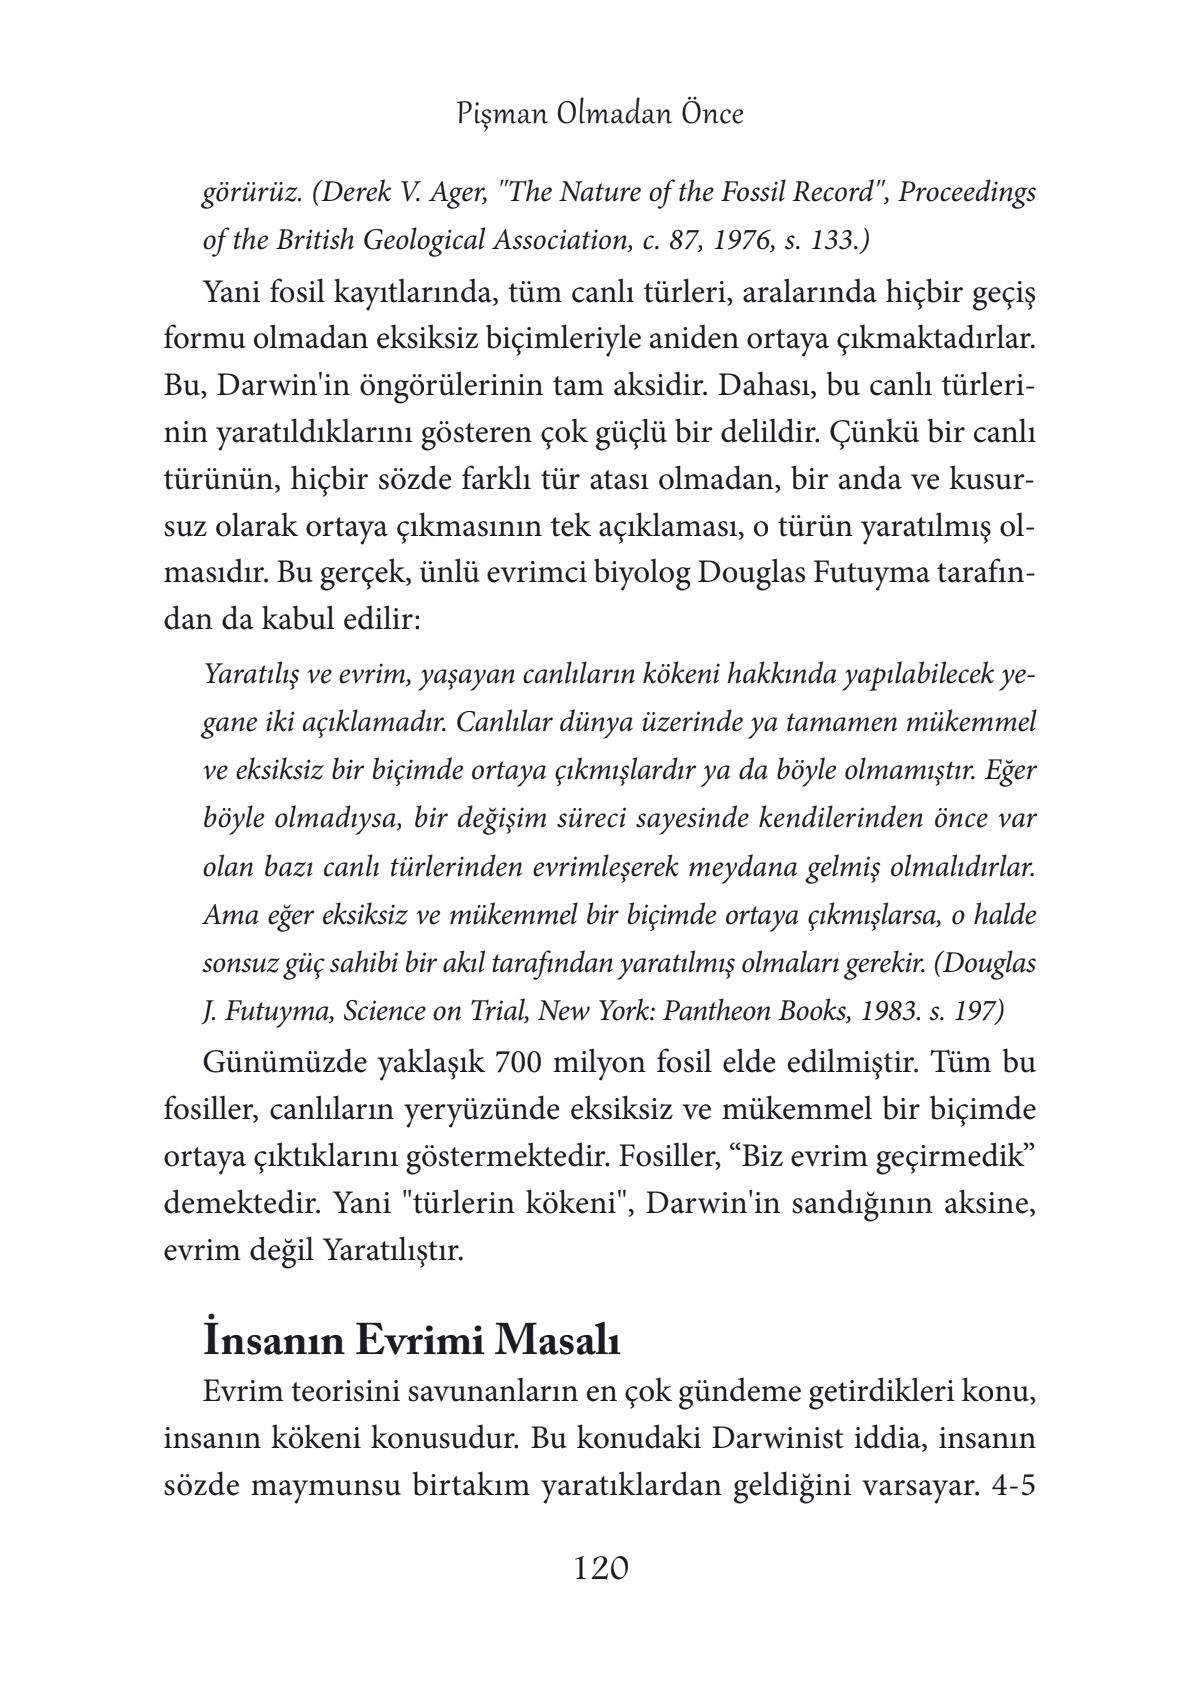 Pişman Olmadan Önce
görürüz. (Derek V. Ager, "The Nature of the Fossil Record", Proceedings
of the British Geological Association, c. 87, 1976, s. 133.)
Yani fosil kayıtlarında, tüm canlı türleri, aralarında hiçbir geçiş
formu olmadan eksiksiz biçimleriyle aniden ortaya çıkmaktadırlar.
Bu, Darwin'in öngörülerinin tam aksidir. Dahası, bu canlı türleri-
nin yaratıldıklarını gösteren çok güçlü bir delildir. Çünkü bir canlı
türünün, hiçbir sözde farklı tür atası olmadan, bir anda ve kusur-
suz olarak ortaya çıkmasının tek açıklaması, o türün yaratılmış ol-
masıdır. Bu gerçek, ünlü evrimci biyolog Douglas Futuyma tarafın-
dan da kabul edilir:
Yaratılış ve evrim, yaşayan canlıların kökeni hakkında yapılabilecek ye-
gane iki açıklamadır. Canlılar dünya üzerinde ya tamamen mükemmel
ve eksiksiz bir biçimde ortaya çıkmışlardır ya da böyle olmamıştır. Eğer
böyle olmadıysa, bir değişim süreci sayesinde kendilerinden önce var
olan bazı canlı türlerinden evrimleşerek meydana gelmiş olmalıdırlar.
Ama eğer eksiksiz ve mükemmel bir biçimde ortaya çıkmışlarsa, o halde
sonsuz güç sahibi bir akıl tarafından yaratılmış olmaları gerekir. (Douglas
J. Futuyma, Science on Trial, New York: Pantheon Books, 1983. s. 197)
Günümüzde yaklaşık 700 milyon fosil elde edilmiştir. Tüm bu
fosiller, canlıların yeryüzünde eksiksiz ve mükemmel bir biçimde
ortaya çıktıklarını göstermektedir. Fosiller, “Biz evrim geçirmedik”
demektedir. Yani "türlerin kökeni", Darwin'in sandığının aksine,
evrim değil Yaratılıştır.
İnsanın Evrimi Masalı
Evrim teorisini savunanların en çok gündeme getirdikleri konu,
insanın kökeni konusudur. Bu konudaki Darwinist iddia, insanın
sözde maymunsu birtakım yaratıklardan geldiğini varsayar. 4-5
120